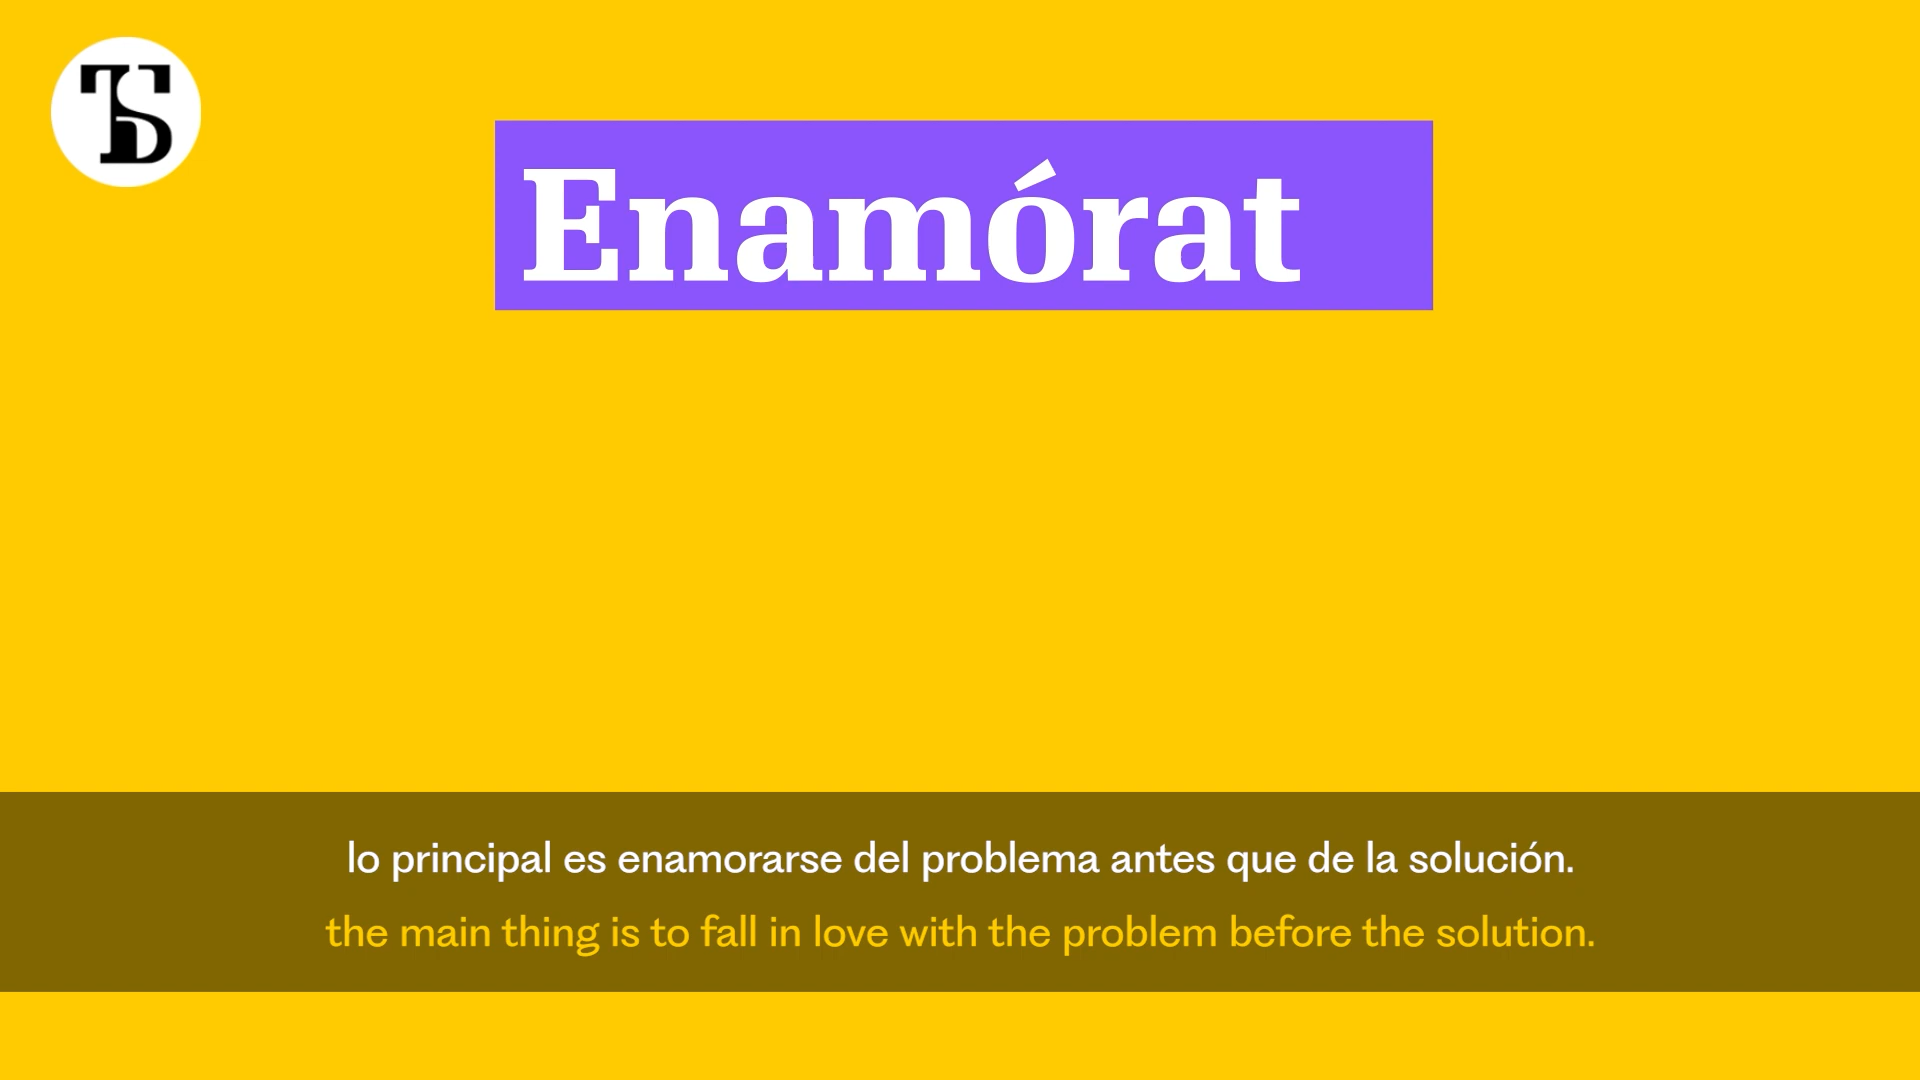 TS
Enamórat
lo principal es enamorarse del problema antes que de la solución.
the main thing is to fall in love with the problem before the solution.